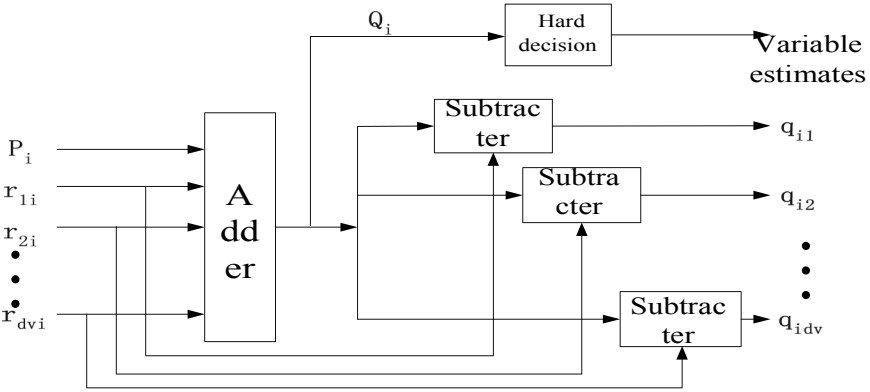 Q_i
Hard
decision
Variable
estimates
Subtrac
ter
q_i1
P_i
r_1i
r_2i
r_dvi
A
dd
er
Subtra
cter
q_i2
Subtrac
ter
q_idv